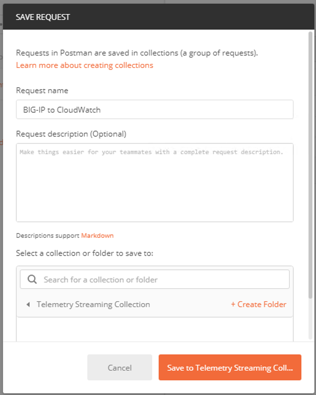 SAVE REQUEST
Requests in Postman are saved in collections (a group of requests).
Learn more about creating collections
Request name
BIG-IP to CloudWatch
Request description (Optional)
Make things easier for your teammates with a complete request description.
Descriptions support Markdown
Select a collection or folder to save to:
Search for a collection or folder
Telemetry Streaming Collection
+ Create Folder
Cancel
Save to Telemetry Streaming Coll...